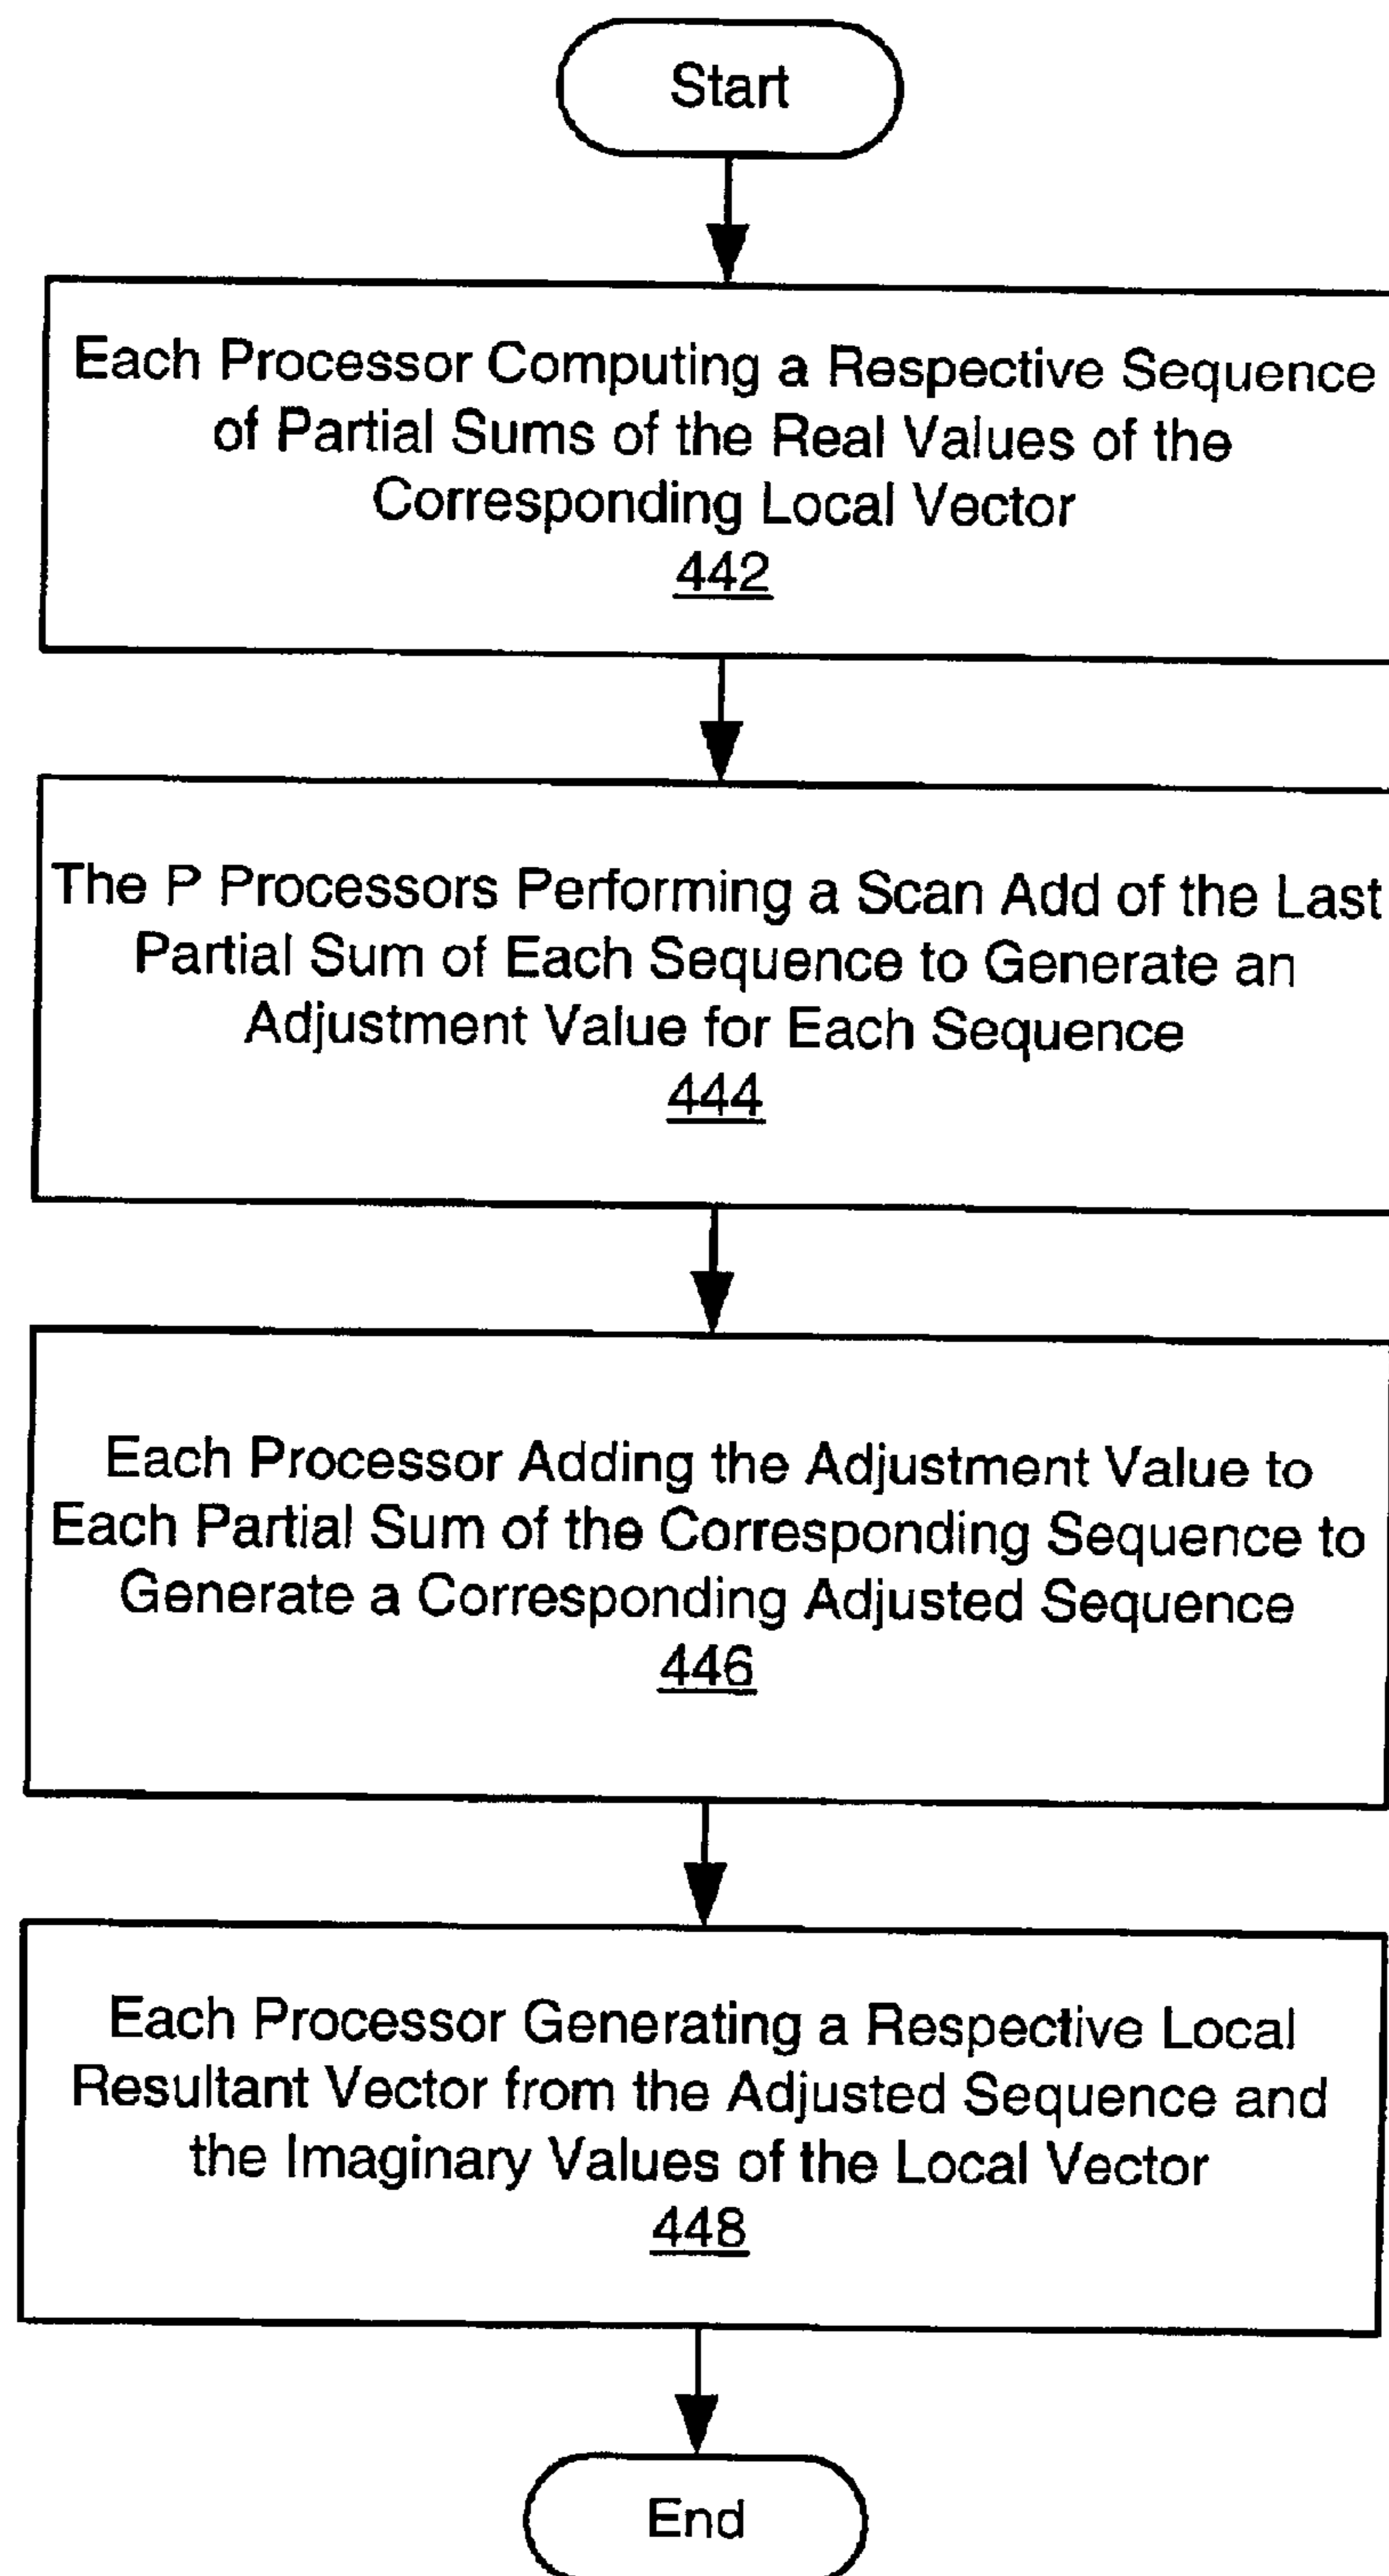 Start
Each Processor Computing a Respective Sequence
of Partial Sums of the Real Values of the
Corresponding Local Vector
442
The P Processors Performing a Scan Add of the Last
Partial Sum of Each Sequence to Generate an
Adjustment Value for Each Sequence
444
Each Processor Adding the Adjustment Value to
Each Partial Sum of the Corresponding Sequence to
Generate a Corresponding Adjusted Sequence
446
Each Processor Generating a Respective Local
Resultant Vector from the Adjusted Sequence and
the Imaginary Values of the Local Vector
448
End